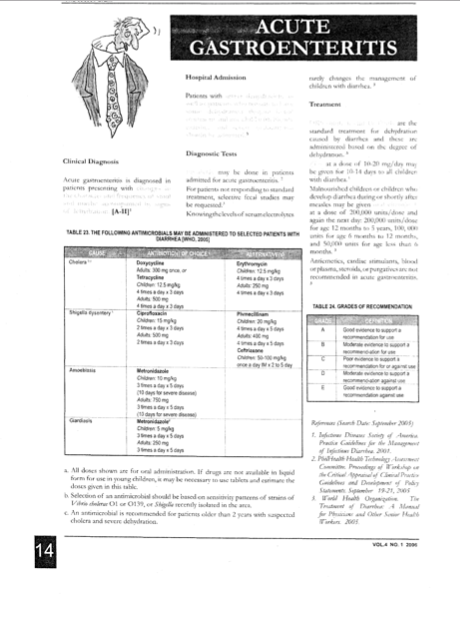 ACUTE
GASTROENTERITIS
Hospital Admission
Patients with
Diagnostic Tests
may be done in patients
admitted for acute gastroenteritis.
For patients not responding to standard
treatment, selective fecal studies may
be requested.
Knowing the level of serum electrolytes
rarely changes the management of
children with diarrhea.
Treatment
are the
standard treatment for dehydration
caused by diarrhea and these are
administered based on the degree of
dehydration.
at a dose of 10-20 mg/day may
be given for 10-14 days to all children
with diarrhea.
Malnourished children or children who
develop diarrhea during or shortly after
measles may be given
at a dose of 200,000 units/dose and
again the next day: 200,000 units/dose
for age 12 months to 5 years, 100,000
units for age 6 months to 12 months,
and 50,000 units for age less than 6
months.
Antiemetics, cardiac stimulants, blood
or plasma, steroids, or purgatives are not
recommended in acute gastroenteritis.
Clinical Diagnosis
Acute gastroenteritis is diagnosed in
patients presenting with
[A-II]
TABLE 23. THE FOLLOWING ANTIMICROBIALS MAY BE ADMINISTERED TO SELECTED PATIENTS WITH
DIARRHEA [WHO, 2005]
CAUSE ANTIBIOTIC(S) OF CHOICE ALTERNATIVE(S)
Cholera Doxycycline Erythromycin
Adults: 300 mg once, or Children: 12.5 mg/kg
Tetracycline 4 times a day x 3 days
Children: 12.5 mg/kg Adults: 250 mg
4 times a day x 3 days 4 times a day x 3 days
Adults: 500 mg
4 times a day x 3 days
Shigella dysentery Ciprofloxacin Pivmecillinam
Children: 15 mg/kg Children: 20 mg/kg
2 times a day x 3 days 4 times a day x 5 days
Adults: 500 mg Adults: 400 mg
2 times a day x 3 days 4 times a day x 5 days
Ceftriaxone
Children: 50-100 mg/kg
once a day IM x 2 to 5 day
Amoebiasis Metronidazole
Children: 10 mg/kg
3 times a day x 5 days
(10 days for severe disease)
Adults: 750 mg
3 times a day x 5 days
(10 days for severe disease)
Giardiasis Metronidazole
Children: 5 mg/kg
3 times a day x 5 days
Adults: 250 mg
3 times a day x 5 days
a. All doses shown are for oral administration. If drugs are not available in liquid
form for use in young children, it may be necessary to use tablets and estimate the
doses given in this table.
b. Selection of an antimicrobial should be based on sensitivity patterns of strains of
Vibrio cholerae O1 or O139, or Shigella recently isolated in the area.
c. An antimicrobial is recommended for patients older than 2 years with suspected
cholera and severe dehydration.
TABLE 24. GRADES OF RECOMMENDATION
GRADE DEFINITION
A Good evidence to support a
recommendation for use
B Moderate evidence to support a
recommendation for use
C Poor evidence to support a
recommendation for or against use
D Moderate evidence to support a
recommendation against use
E Good evidence to support a
recommendation against use
References (Search Date: September 2005)
1. Infectious Diseases Society of America.
Practice Guidelines for the Management
of Infectious Diarrhea. 2001.
2. PhilHealth Health Technology Assessment
Committee. Proceedings of Workshop on
the Critical Appraisal of Clinical Practice
Guidelines and Development of Policy
Statements. September 19-21, 2005
3. World Health Organization. The
Treatment of Diarrhea: A Manual
for Physicians and Other Senior Health
Workers. 2005.
14
VOL.4 NO. 1 2006